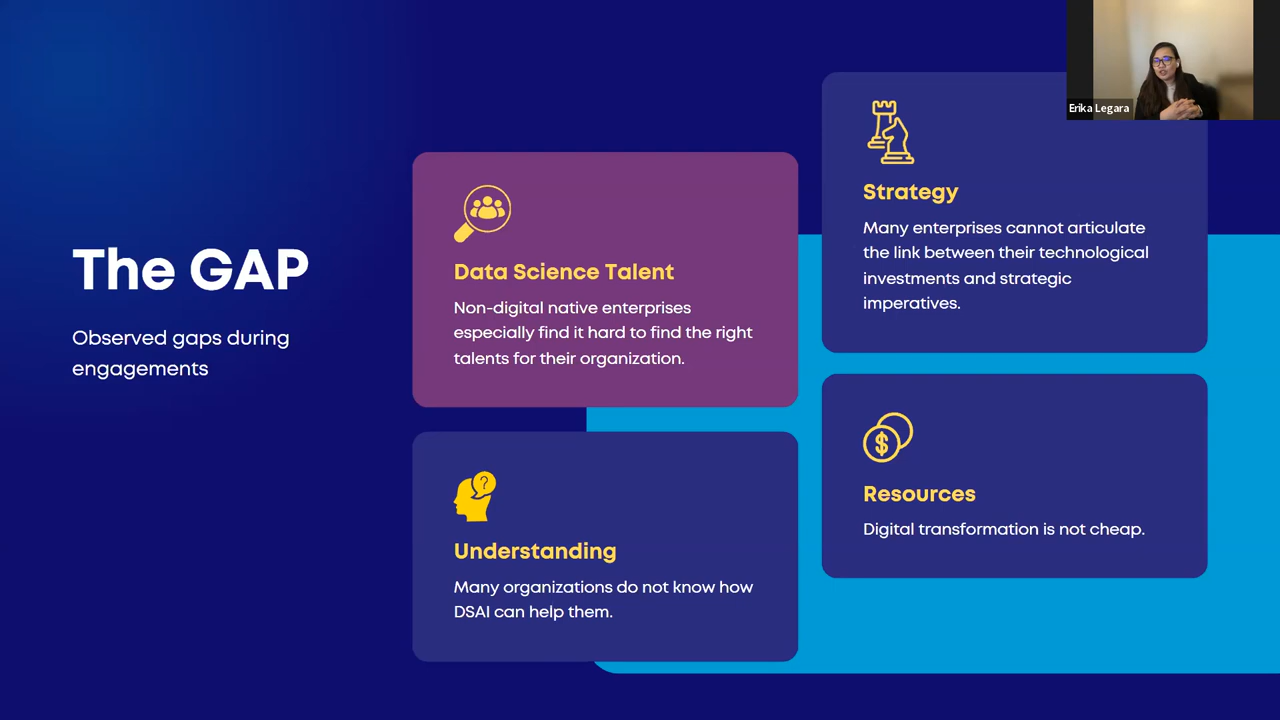 The GAP
Observed gaps during
engagements
Data Science Talent
Non-digital native enterprises
especially find it hard to find the right
talents for their organization.
Understanding
Many organizations do not know how
DSAI can help them.
Strategy
Many enterprises cannot articulate
the link between their technological
investments and strategic
imperatives.
Resources
$
Digital transformation is not cheap.
?
Erika Legara